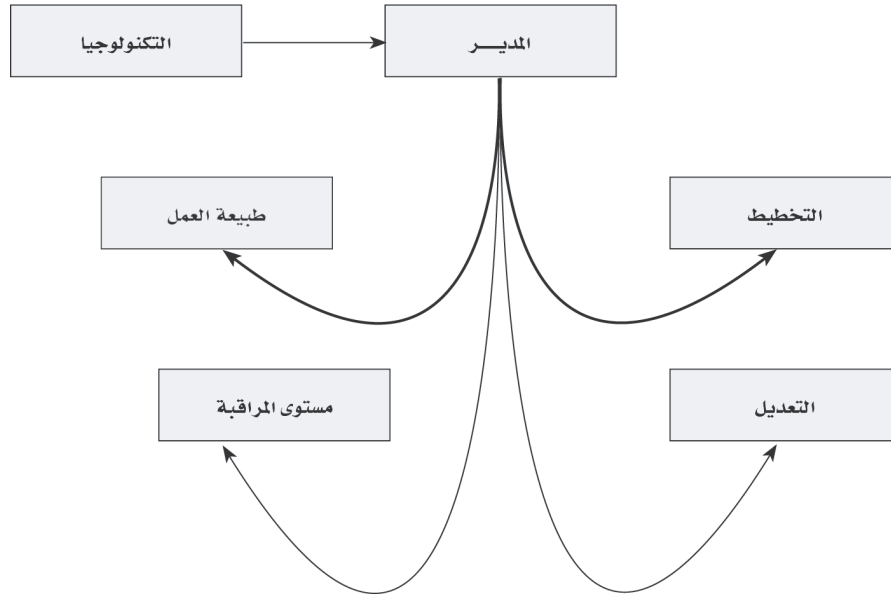 المديـــر
التكنولوجيا
التخطيط
طبيعة العمل
التعديل
مستوى المراقبة